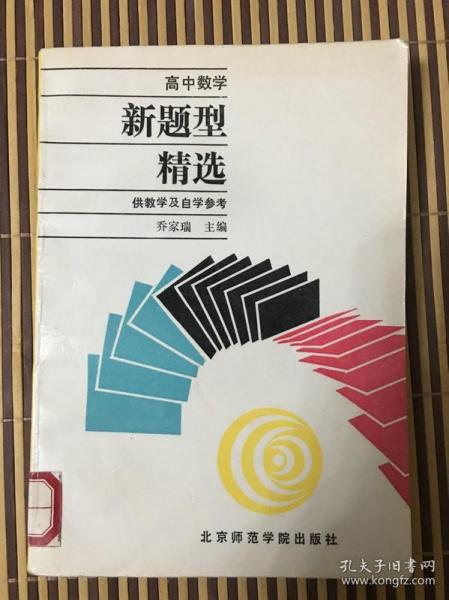 高中数学
新题型
精选
供教学及自学参考
乔家瑞 主编
北京师范学院出版社
孔夫子旧书网
www.kongfz.com